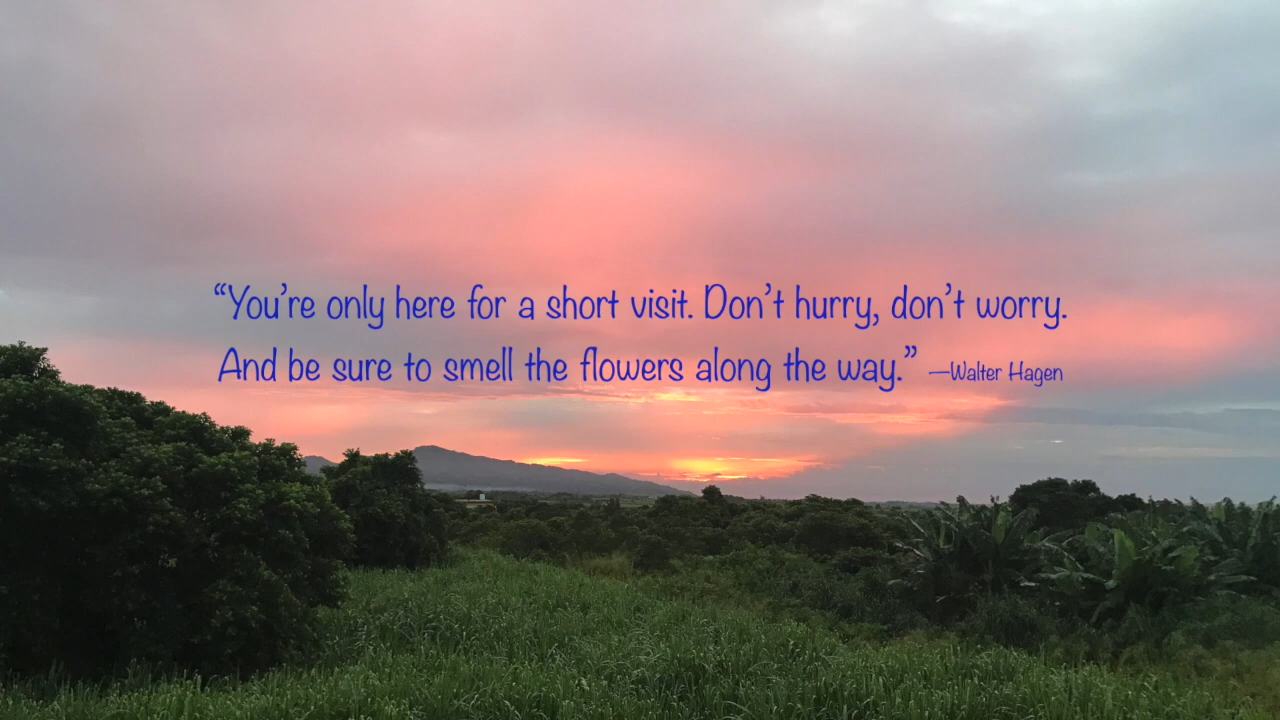 “You’re only here for a short visit. Don’t hurry, don’t worry.
And be sure to smell the flowers along the way.” —Walter Hagen